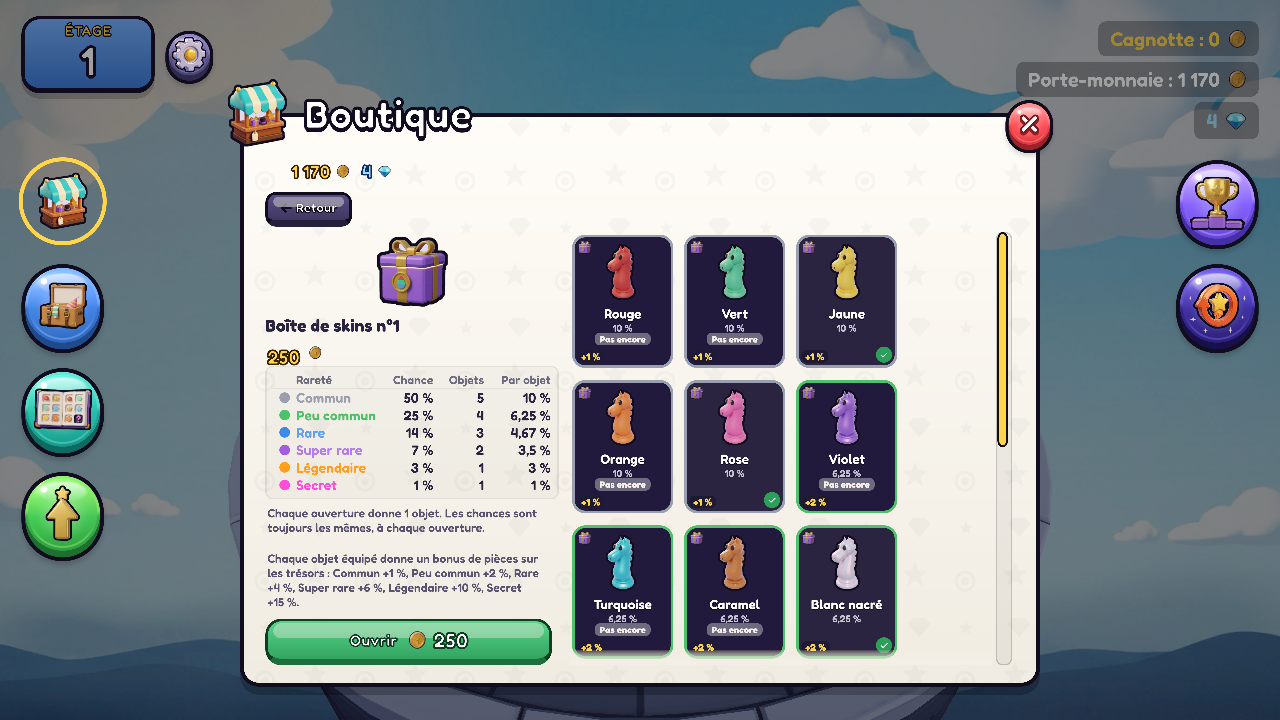 ÉTAGE
1
Cagnotte : 0
Porte-monnaie : 1 170
4
Boutique
1 170 4
← Retour
Boîte de skins n°1
250
Rareté Chance Objets Par objet
Commun 50 % 5 10 %
Peu commun 25 % 4 6,25 %
Rare 14 % 3 4,67 %
Super rare 7 % 2 3,5 %
Légendaire 3 % 1 3 %
Secret 1 % 1 1 %
Chaque ouverture donne 1 objet. Les chances sont
toujours les mêmes, à chaque ouverture.
Chaque objet équipé donne un bonus de pièces sur
les trésors : Commun +1 %, Peu commun +2 %, Rare
+4 %, Super rare +6 %, Légendaire +10 %, Secret
+15 %.
Ouvrir 250
Rouge
10 %
Pas encore
+1 %
Vert
10 %
Pas encore
+1 %
Jaune
10 %
+1 %
Orange
10 %
Pas encore
+1 %
Rose
10 %
+1 %
Violet
6,25 %
Pas encore
+2 %
Turquoise
6,25 %
Pas encore
+2 %
Caramel
6,25 %
Pas encore
+2 %
Blanc nacré
6,25 %
+2 %